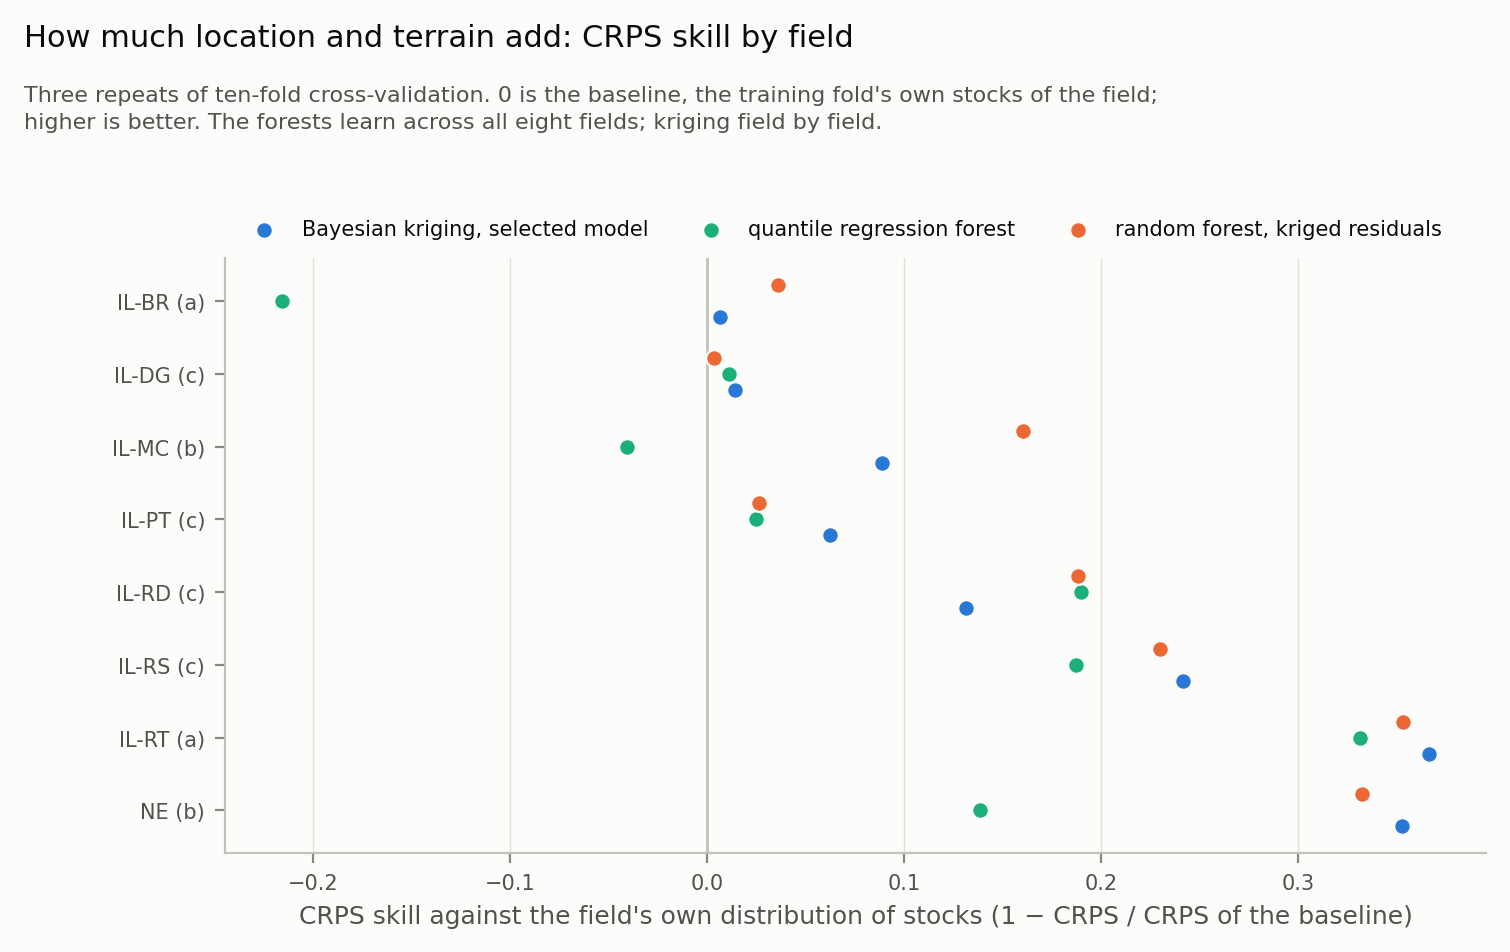 How much location and terrain add: CRPS skill by field
Three repeats of ten-fold cross-validation. 0 is the baseline, the training fold's own stocks of the field;
higher is better. The forests learn across all eight fields; kriging field by field.
Bayesian kriging, selected model
quantile regression forest
random forest, kriged residuals
IL-BR (a)
IL-DG (c)
IL-MC (b)
IL-PT (c)
IL-RD (c)
IL-RS (c)
IL-RT (a)
NE (b)
−0.2
−0.1
0.0
0.1
0.2
0.3
CRPS skill against the field's own distribution of stocks (1 − CRPS / CRPS of the baseline)